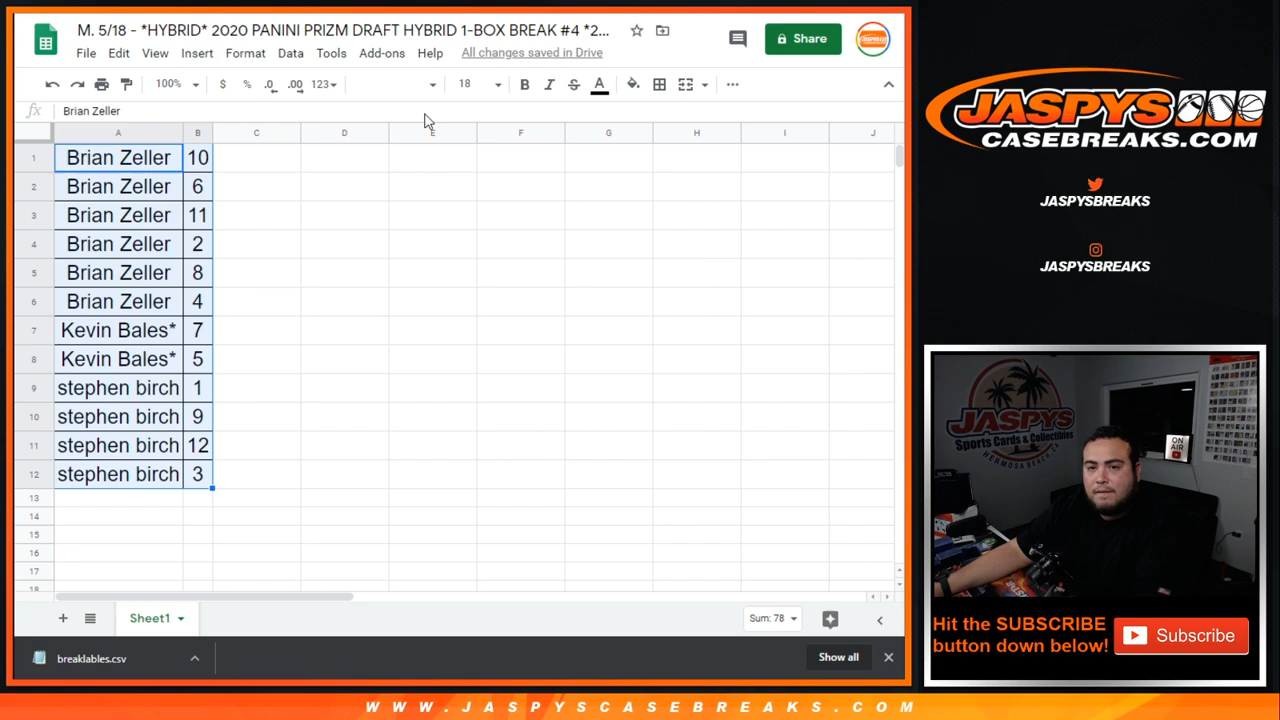 M. 5/18 - *HYBRID* 2020 PANINI PRIZM DRAFT HYBRID 1-BOX BREAK #4 *2...
File Edit View Insert Format Data Tools Add-ons Help All changes saved in Drive
Share
100% $ % .0 .00 123 18 B I S A
fx Brian Zeller
A B C D E F G H I J
1 Brian Zeller 10
2 Brian Zeller 6
3 Brian Zeller 11
4 Brian Zeller 2
5 Brian Zeller 8
6 Brian Zeller 4
7 Kevin Bales* 7
8 Kevin Bales* 5
9 stephen birch 1
10 stephen birch 9
11 stephen birch 12
12 stephen birch 3
13
14
15
16
17
18
Sheet1
Sum: 78
breaklables.csv
Show all
JASPYS
CASEBREAKS.COM
JASPYSBREAKS
JASPYSBREAKS
JASPYS
Sports Cards & Collectibles
HERMOSA BEACH, CA
ON
AIR
Hit the SUBSCRIBE
button down below!
Subscribe
WWW.JASPYSCASEBREAKS.COM